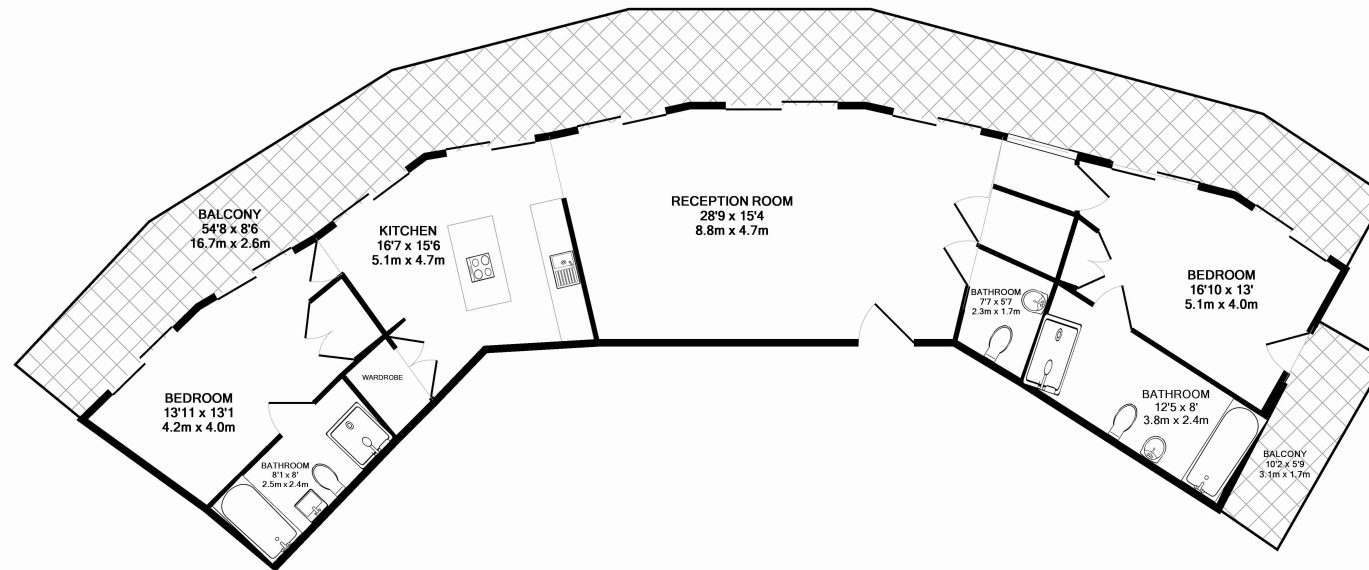 BALCONY
54'8 x 8'6
16.7m x 2.6m
KITCHEN
16'7 x 15'6
5.1m x 4.7m
RECEPTION ROOM
28'9 x 15'4
8.8m x 4.7m
BEDROOM
16'10 x 13'
5.1m x 4.0m
BATHROOM
7'7 x 5'7
2.3m x 1.7m
WARDROBE
BEDROOM
13'11 x 13'1
4.2m x 4.0m
BATHROOM
12'5 x 8'
3.8m x 2.4m
BATHROOM
8'1 x 8'
2.5m x 2.4m
BALCONY
10'2 x 5'9
3.1m x 1.7m